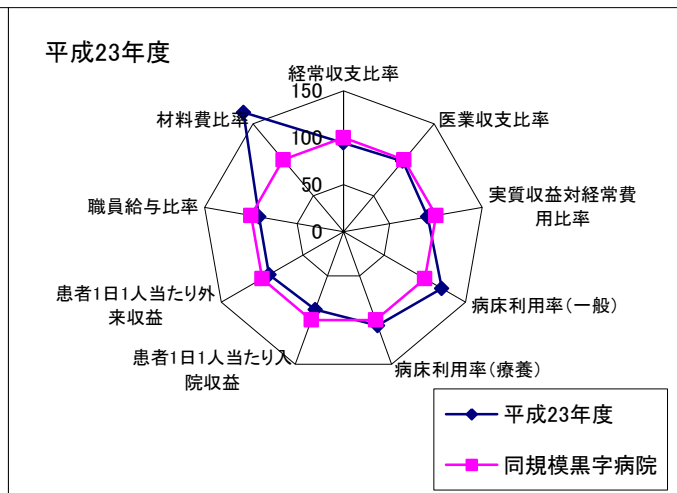 平成23年度
経常収支比率
150
材料費比率
医業収支比率
100
職員給与比率
実質収益対経常費
用比率
50
0
患者1日1人当たり外
来収益
病床利用率(一般)
患者1日1人当たり入
院収益
病床利用率(療養)
平成23年度
同規模黒字病院